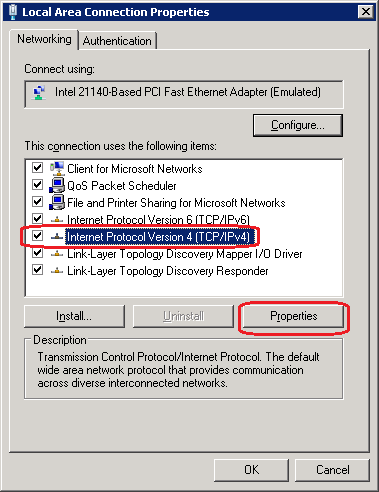 Local Area Connection Properties
Networking Authentication
Connect using:
Intel 21140-Based PCI Fast Ethernet Adapter (Emulated)
Configure...
This connection uses the following items:
Client for Microsoft Networks
QoS Packet Scheduler
File and Printer Sharing for Microsoft Networks
Internet Protocol Version 6 (TCP/IPv6)
Internet Protocol Version 4 (TCP/IPv4)
Link-Layer Topology Discovery Mapper I/O Driver
Link-Layer Topology Discovery Responder
Install... Uninstall Properties
Description
Transmission Control Protocol/Internet Protocol. The default
wide area network protocol that provides communication
across diverse interconnected networks.
OK Cancel